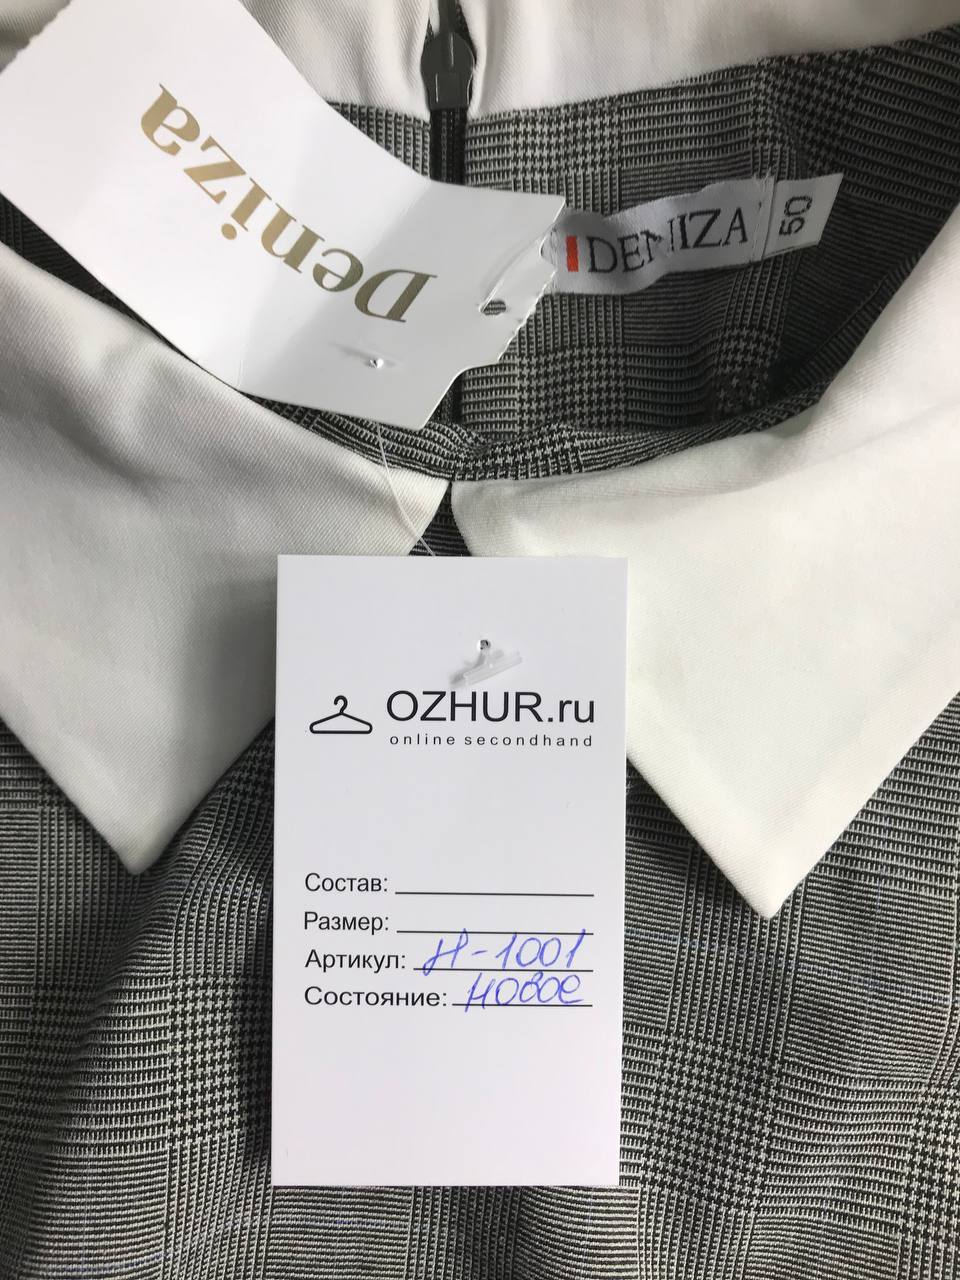 Deniza
DENIZA
50
OZHUR.ru
online secondhand
Состав:
Размер:
Артикул: Н-1001
Состояние: новое